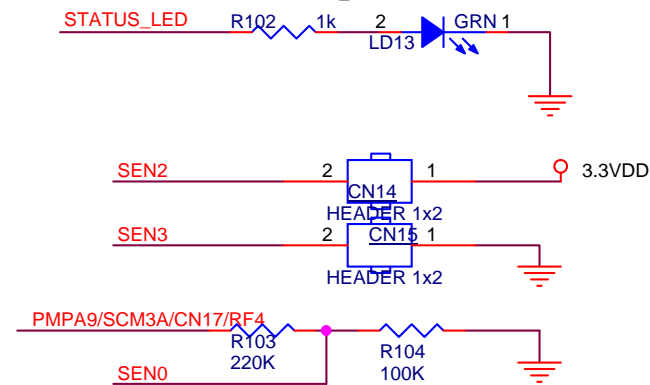 STATUS_LED R102 1k 2 GRN 1
LD13
SEN2 2 1 3.3VDD
CN14
HEADER 1x2
SEN3 2 CN15 1
HEADER 1x2
PMPA9/SCM3A/CN17/RF4
R103 R104
220K 100K
SEN0